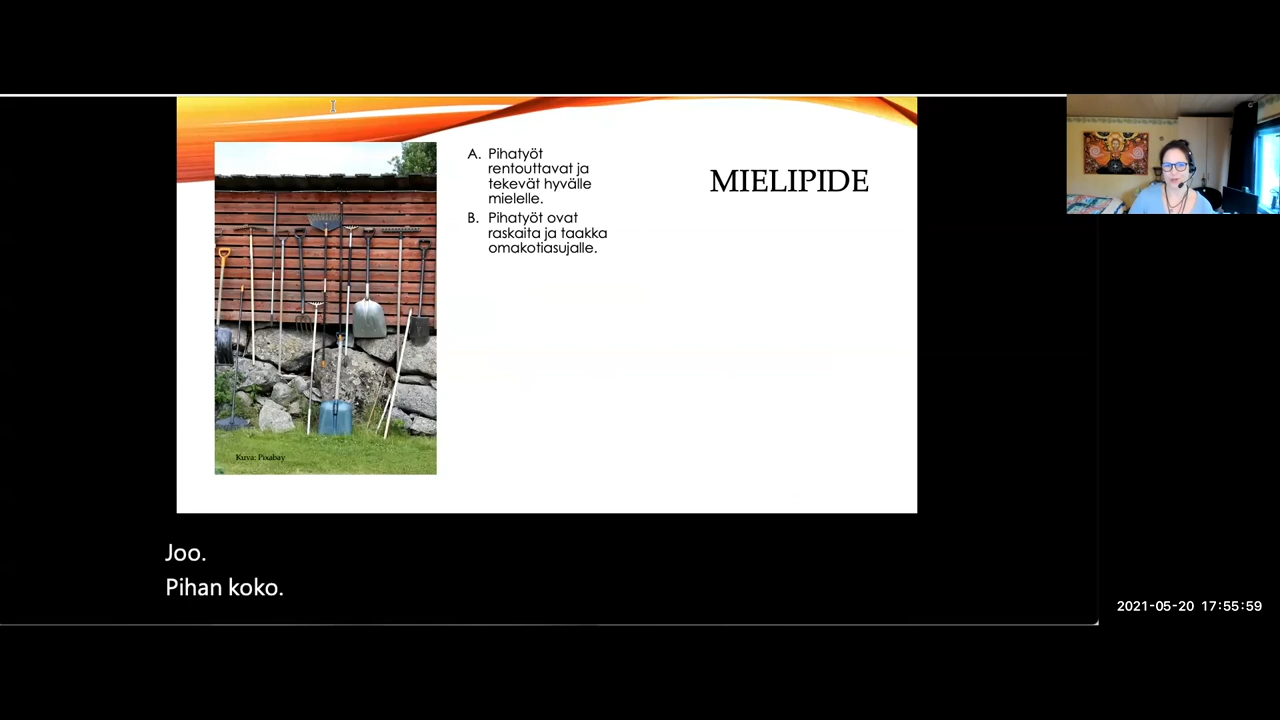 MIELIPIDE
A. Pihatyöt
rentouttavat ja
tekevät hyvälle
mielelle.
B. Pihatyöt ovat
raskaita ja taakka
omakotiasujalle.
Kuva: Pixabay
Joo.
Pihan koko.
2021-05-20 17:55:59